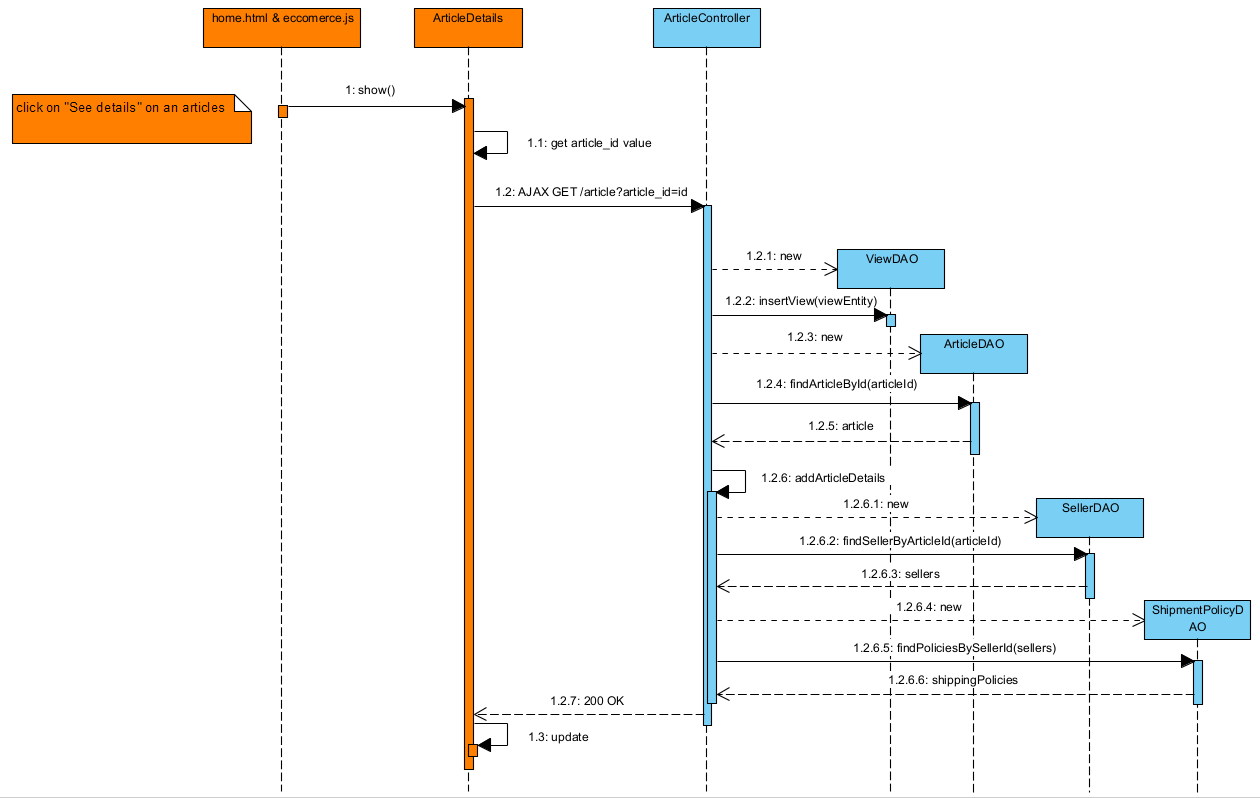 home.html & eccomerce.js
ArticleDetails
ArticleController
1: show()
click on "See details" on an articles
1.1: get article_id value
1.2: AJAX GET /article?article_id=id
1.2.1: new
ViewDAO
1.2.2: insertView(viewEntity)
1.2.3: new
ArticleDAO
1.2.4: findArticleById(articleId)
1.2.5: article
1.2.6: addArticleDetails
1.2.6.1: new
SellerDAO
1.2.6.2: findSellerByArticleId(articleId)
1.2.6.3: sellers
1.2.6.4: new
ShipmentPolicyD
AO
1.2.6.5: findPoliciesBySellerId(sellers)
1.2.6.6: shippingPolicies
1.2.7: 200 OK
1.3: update